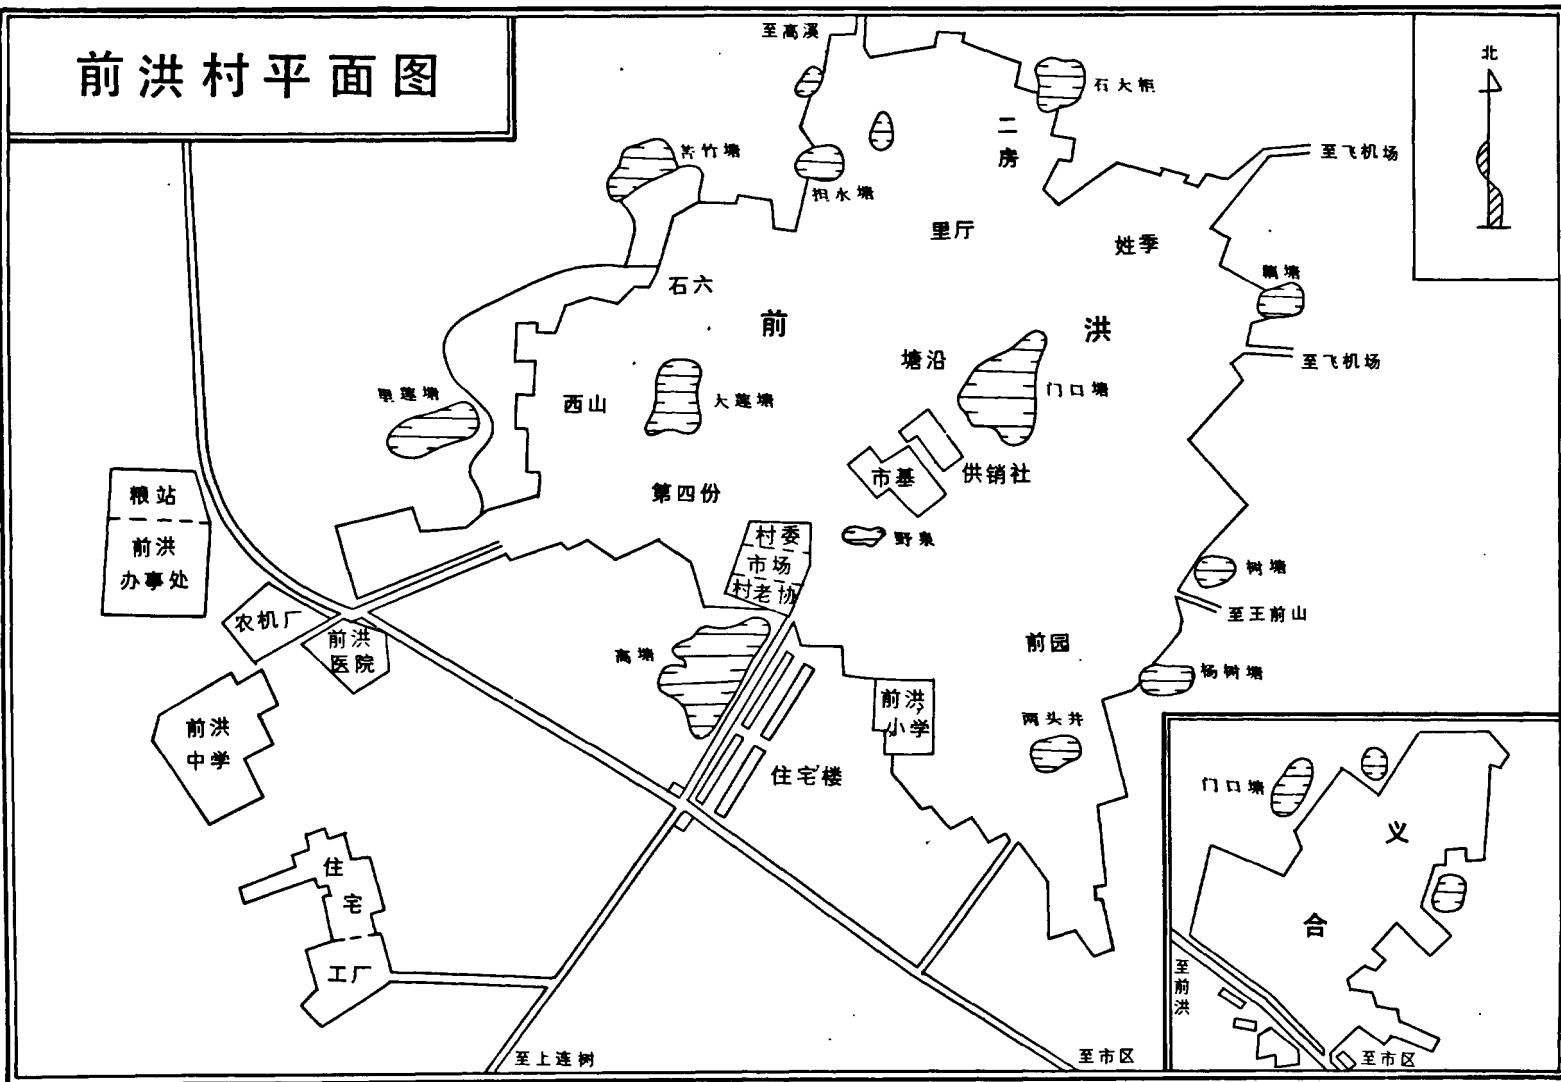 前洪村平面图
至高溪
北
石大柜
二房
苦竹塘
担水塘
至飞机场
里厅
姓季
石六
前洪
塘沿
门口塘
至飞机场
里莲塘
西山
大莲塘
市基
供销社
第四份
粮站
前洪
办事处
野泉
村委
市场
村老协
树塘
至王前山
农机厂
前洪
医院
高塘
前园
杨树塘
前洪
中学
前洪
小学
两头井
住宅楼
住宅
工厂
至上连树
至市区
门口塘
义合
至前洪
至市区